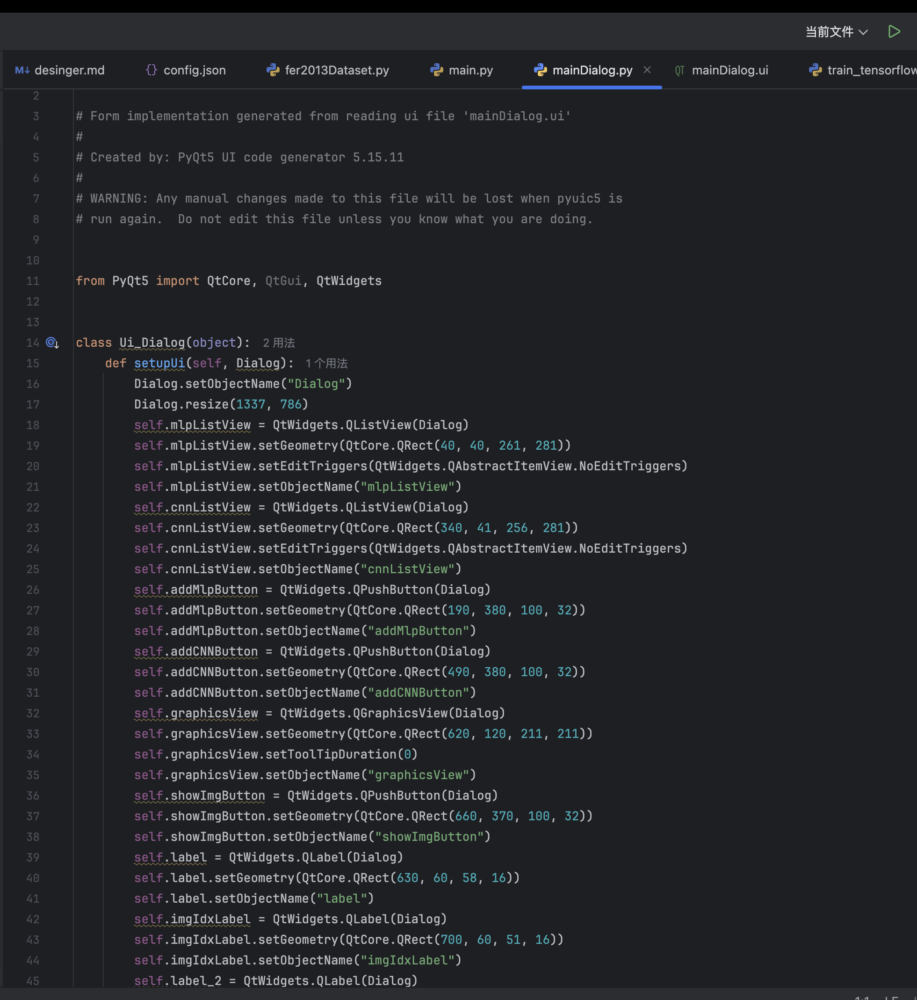 当前文件
desinger.md config.json fer2013Dataset.py main.py mainDialog.py mainDialog.ui train_tensorflow
2
3 # Form implementation generated from reading ui file 'mainDialog.ui'
4 #
5 # Created by: PyQt5 UI code generator 5.15.11
6 #
7 # WARNING: Any manual changes made to this file will be lost when pyuic5 is
8 # run again.  Do not edit this file unless you know what you are doing.
9
10
11 from PyQt5 import QtCore, QtGui, QtWidgets
12
13
14 class Ui_Dialog(object): 2 用法
15 def setupUi(self, Dialog): 1 个用法
16 Dialog.setObjectName("Dialog")
17 Dialog.resize(1337, 786)
18 self.mlpListView = QtWidgets.QListView(Dialog)
19 self.mlpListView.setGeometry(QtCore.QRect(40, 40, 261, 281))
20 self.mlpListView.setEditTriggers(QtWidgets.QAbstractItemView.NoEditTriggers)
21 self.mlpListView.setObjectName("mlpListView")
22 self.cnnListView = QtWidgets.QListView(Dialog)
23 self.cnnListView.setGeometry(QtCore.QRect(340, 41, 256, 281))
24 self.cnnListView.setEditTriggers(QtWidgets.QAbstractItemView.NoEditTriggers)
25 self.cnnListView.setObjectName("cnnListView")
26 self.addMlpButton = QtWidgets.QPushButton(Dialog)
27 self.addMlpButton.setGeometry(QtCore.QRect(190, 380, 100, 32))
28 self.addMlpButton.setObjectName("addMlpButton")
29 self.addCNNButton = QtWidgets.QPushButton(Dialog)
30 self.addCNNButton.setGeometry(QtCore.QRect(490, 380, 100, 32))
31 self.addCNNButton.setObjectName("addCNNButton")
32 self.graphicsView = QtWidgets.QGraphicsView(Dialog)
33 self.graphicsView.setGeometry(QtCore.QRect(620, 120, 211, 211))
34 self.graphicsView.setToolTipDuration(0)
35 self.graphicsView.setObjectName("graphicsView")
36 self.showImgButton = QtWidgets.QPushButton(Dialog)
37 self.showImgButton.setGeometry(QtCore.QRect(660, 370, 100, 32))
38 self.showImgButton.setObjectName("showImgButton")
39 self.label = QtWidgets.QLabel(Dialog)
40 self.label.setGeometry(QtCore.QRect(630, 60, 58, 16))
41 self.label.setObjectName("label")
42 self.imgIdxLabel = QtWidgets.QLabel(Dialog)
43 self.imgIdxLabel.setGeometry(QtCore.QRect(700, 60, 51, 16))
44 self.imgIdxLabel.setObjectName("imgIdxLabel")
45 self.label_2 = QtWidgets.QLabel(Dialog)